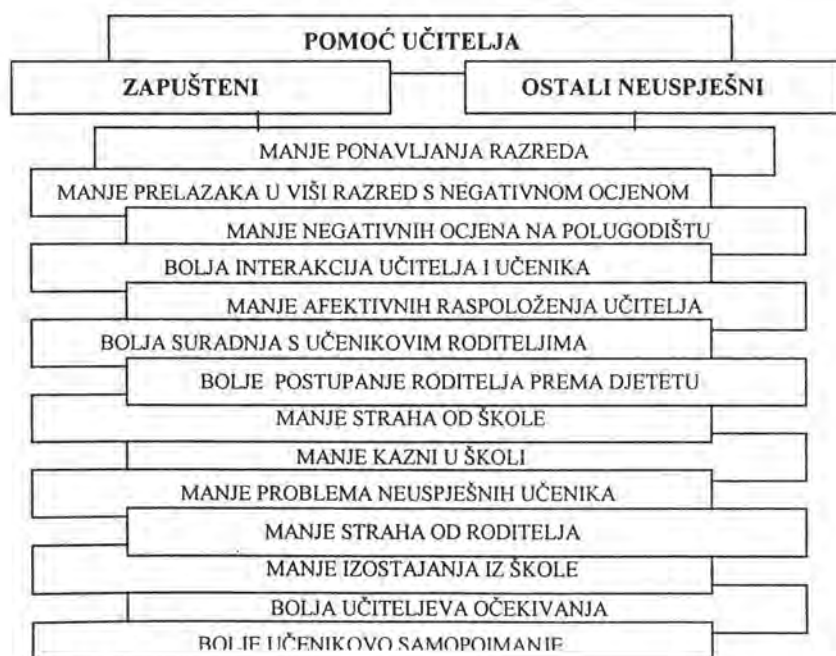 POMOĆ UČITELJA
ZAPUŠTENI
OSTALI NEUSPJEŠNI
MANJE PONAVLJANJA RAZREDA
MANJE PRELAZAKA U VIŠI RAZRED S NEGATIVNOM OCJENOM
MANJE NEGATIVNIH OCJENA NA POLUGODIŠTU
BOLJA INTERAKCIJA UČITELJA I UČENIKA
MANJE AFEKTIVNIH RASPOLOŽENJA UČITELJA
BOLJA SURADNJA S UČENIKOVIM RODITELJIMA
BOLJE POSTUPANJE RODITELJA PREMA DJETETU
MANJE STRAHA OD ŠKOLE
MANJE KAZNI U ŠKOLI
MANJE PROBLEMA NEUSPJEŠNIH UČENIKA
MANJE STRAHA OD RODITELJA
MANJE IZOSTAJANJA IZ ŠKOLE
BOLJA UČITELJEVA OČEKIVANJA
BOLJE UČENIKOVO SAMOPOIMANJE